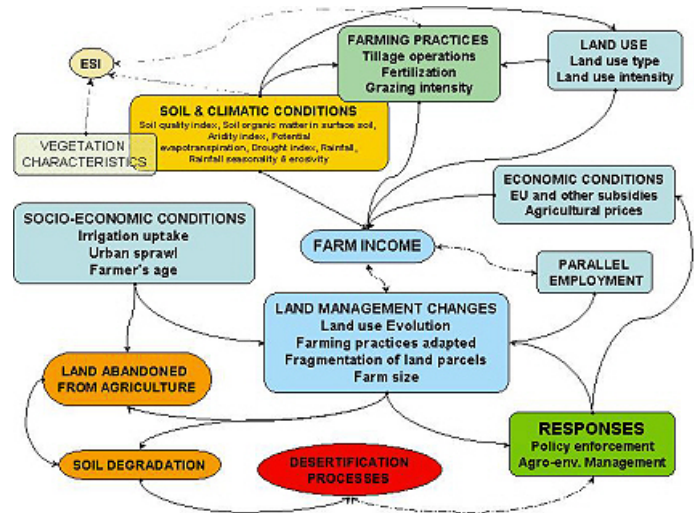 FARMING PRACTICES
Tillage operations
Fertilization
Grazing intensity
LAND USE
Land use type
Land use intensity
ESI
SOIL & CLIMATIC CONDITIONS
Soil quality index, Soil organic matter in surface soil,
Aridity index, Potential
evapotranspiration, Drought index, Rainfall,
Rainfall seasonality & erosivity
VEGETATION
CHARACTERISTICS
ECONOMIC CONDITIONS
EU and other subsidies
Agricultural prices
SOCIO-ECONOMIC CONDITIONS
Irrigation uptake
Urban sprawl
Farmer's age
FARM INCOME
PARALLEL
EMPLOYMENT
LAND MANAGEMENT CHANGES
Land use Evolution
Farming practices adapted
Fragmentation of land parcels
Farm size
LAND ABANDONED
FROM AGRICULTURE
RESPONSES
Policy enforcement
Agro-env. Management
SOIL DEGRADATION
DESERTIFICATION
PROCESSES